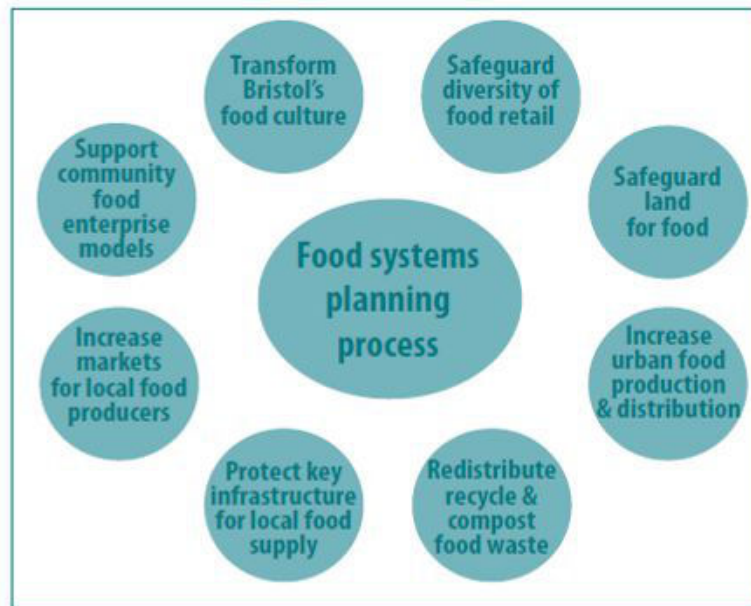 Transform
Bristol's
food culture
Safeguard
diversity of
food retail
Support
community
food
enterprise
models
Safeguard
land
for food
Food systems
planning
process
Increase
markets
for local food
producers
Increase
urban food
production
& distribution
Protect key
infrastructure
for local food
supply
Redistribute
recycle &
compost
food waste